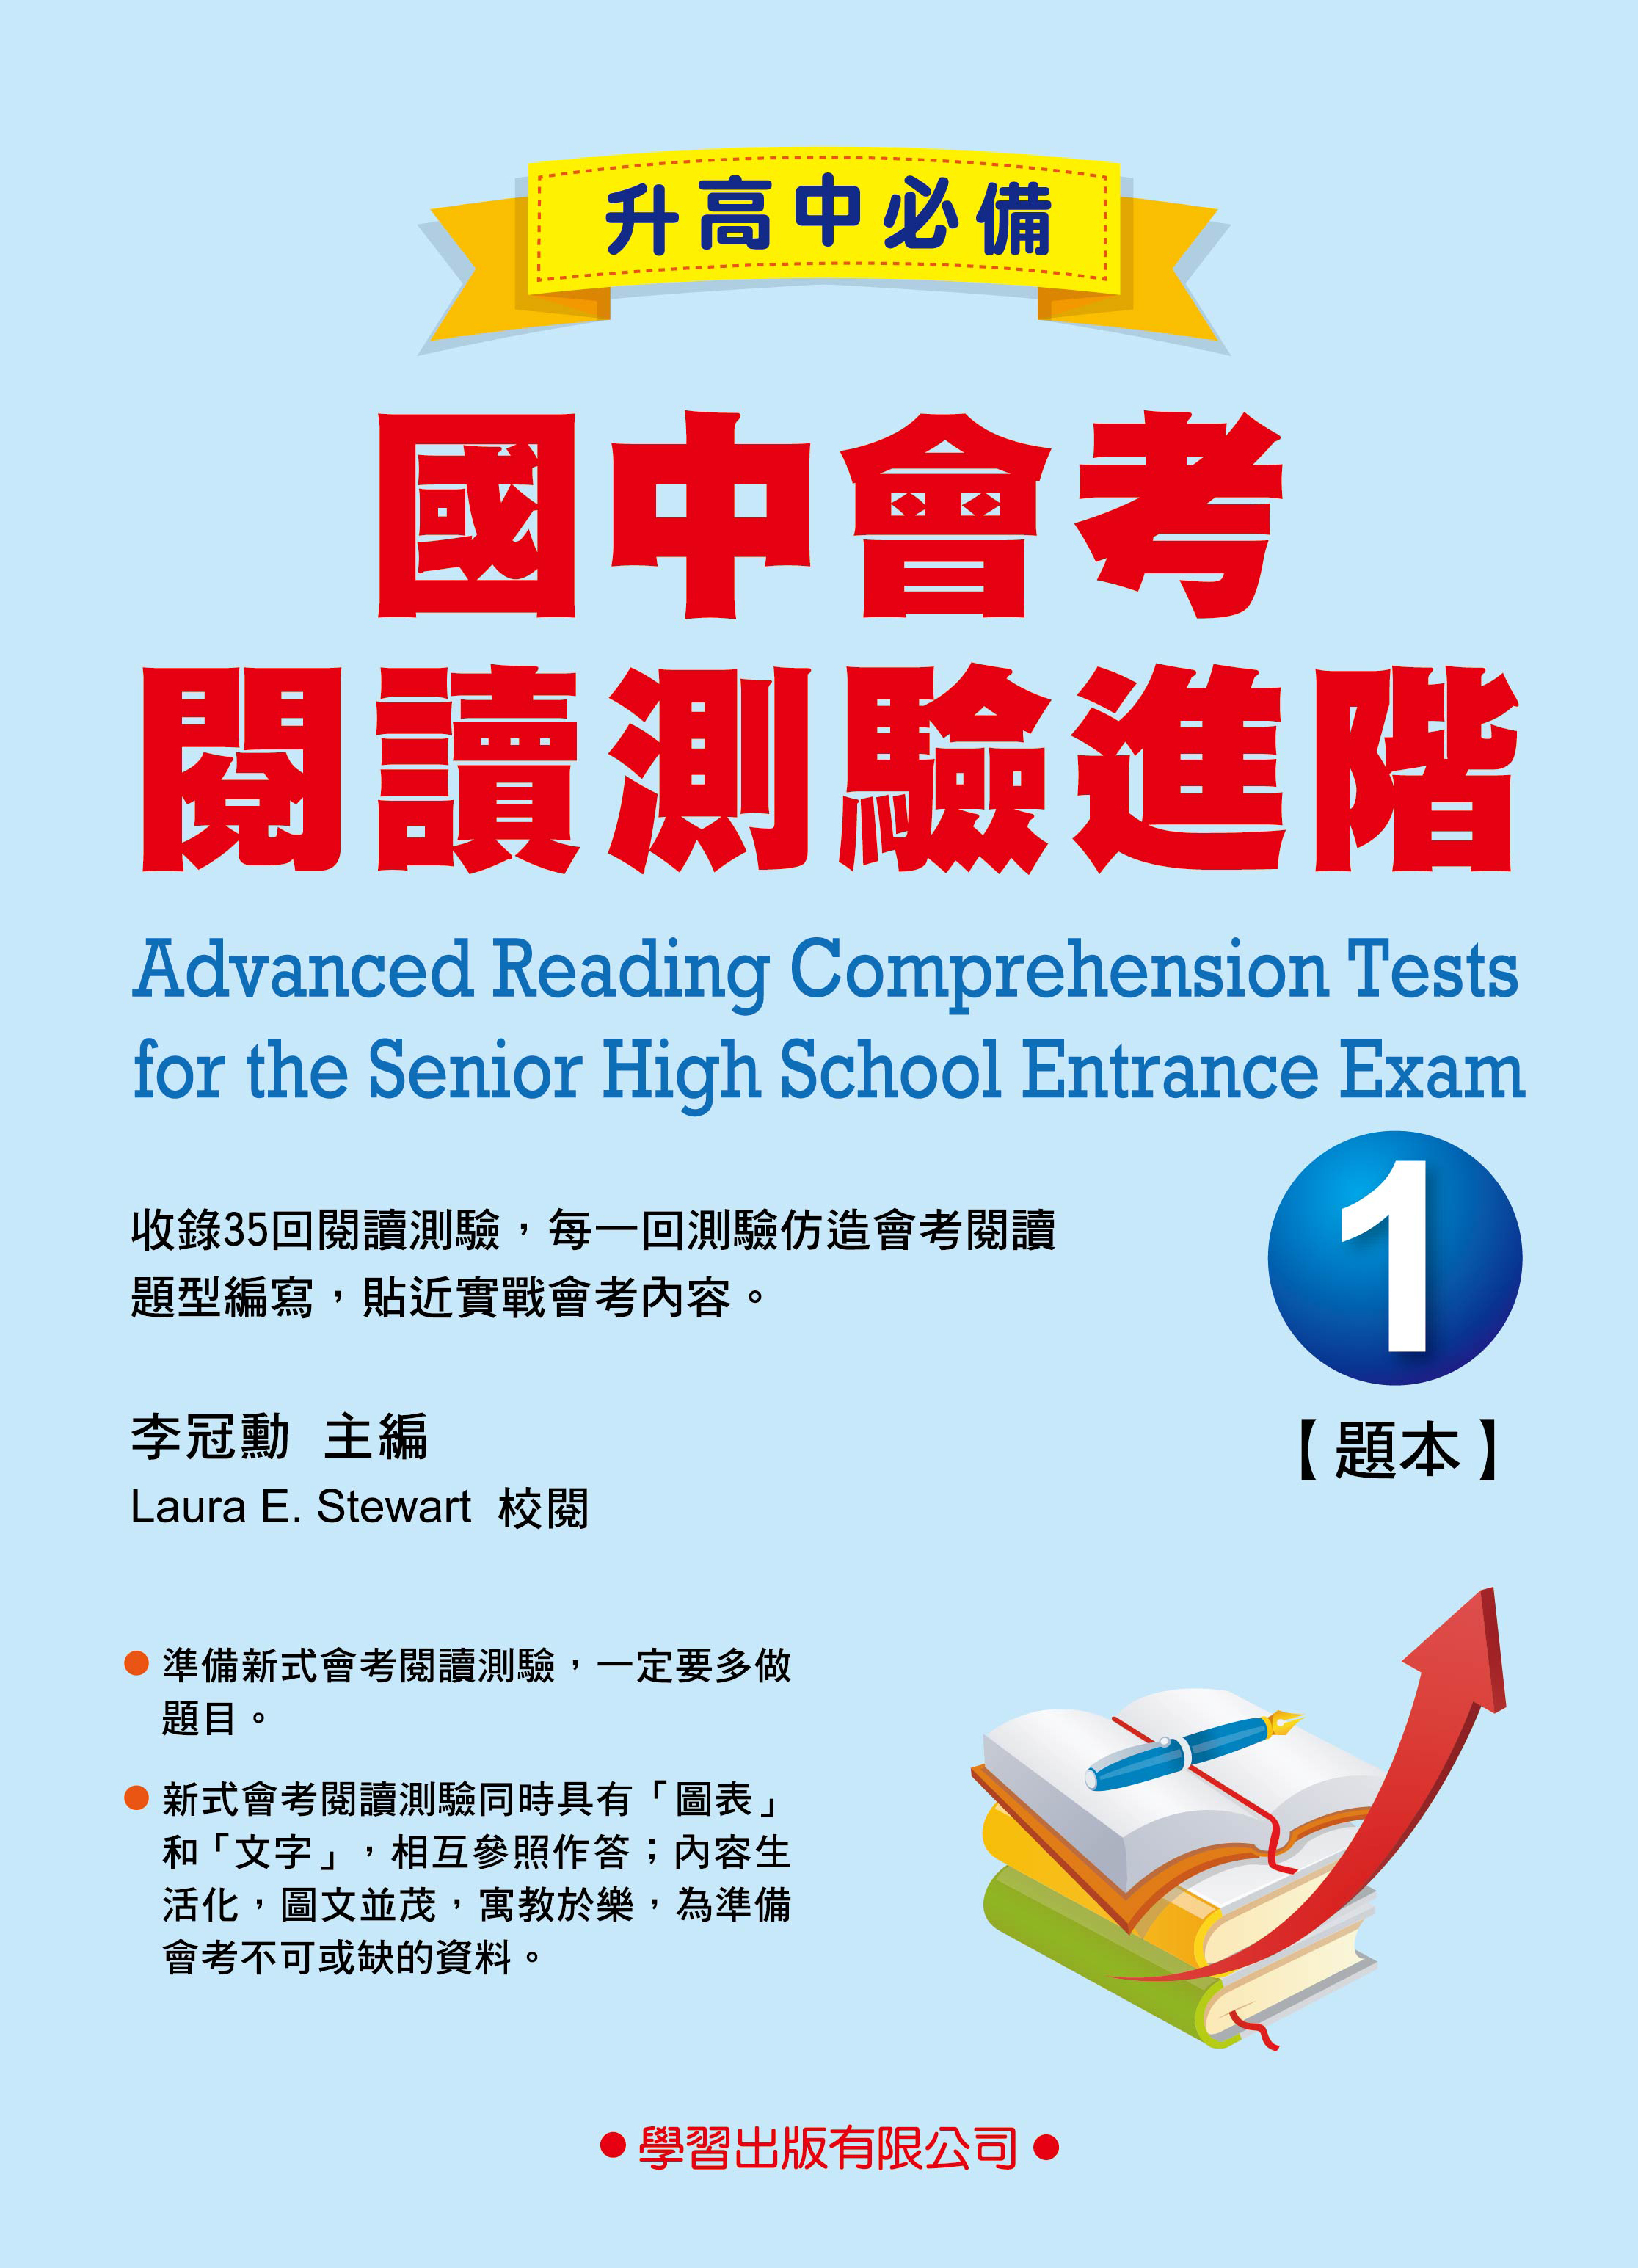 升高中必備
國中會考
閱讀測驗進階
Advanced Reading Comprehension Tests
for the Senior High School Entrance Exam
1
【題本】
收錄35回閱讀測驗，每一回測驗仿造會考閱讀
題型編寫，貼近實戰會考內容。
李冠勳 主編
Laura E. Stewart 校閱
● 準備新式會考閱讀測驗，一定要多做
題目。
● 新式會考閱讀測驗同時具有「圖表」
和「文字」，相互參照作答；內容生
活化，圖文並茂，寓教於樂，為準備
會考不可或缺的資料。
● 學習出版有限公司 ●